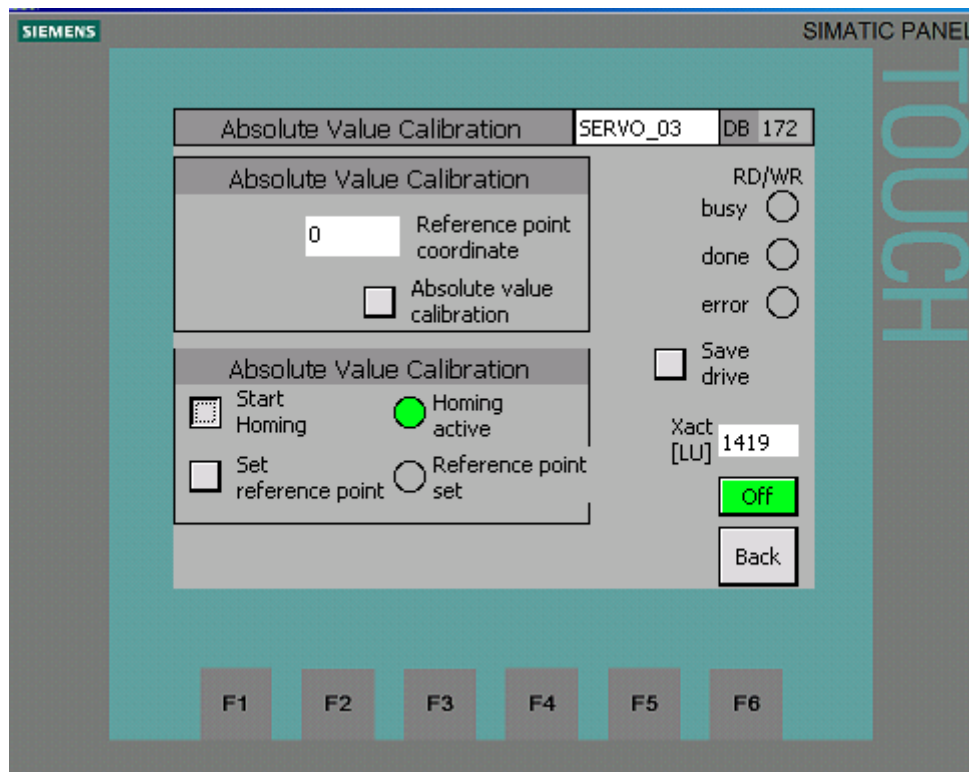 SIEMENS
SIMATIC PANEL
TOUCH
Absolute Value Calibration SERVO_03 DB 172
Absolute Value Calibration
0
Reference point
coordinate
Absolute value
calibration
RD/WR
busy
done
error
Save
drive
Absolute Value Calibration
Start
Homing
Homing
active
Set
reference point
Reference point
set
Xact
[LU]
1419
Off
Back
F1 F2 F3 F4 F5 F6